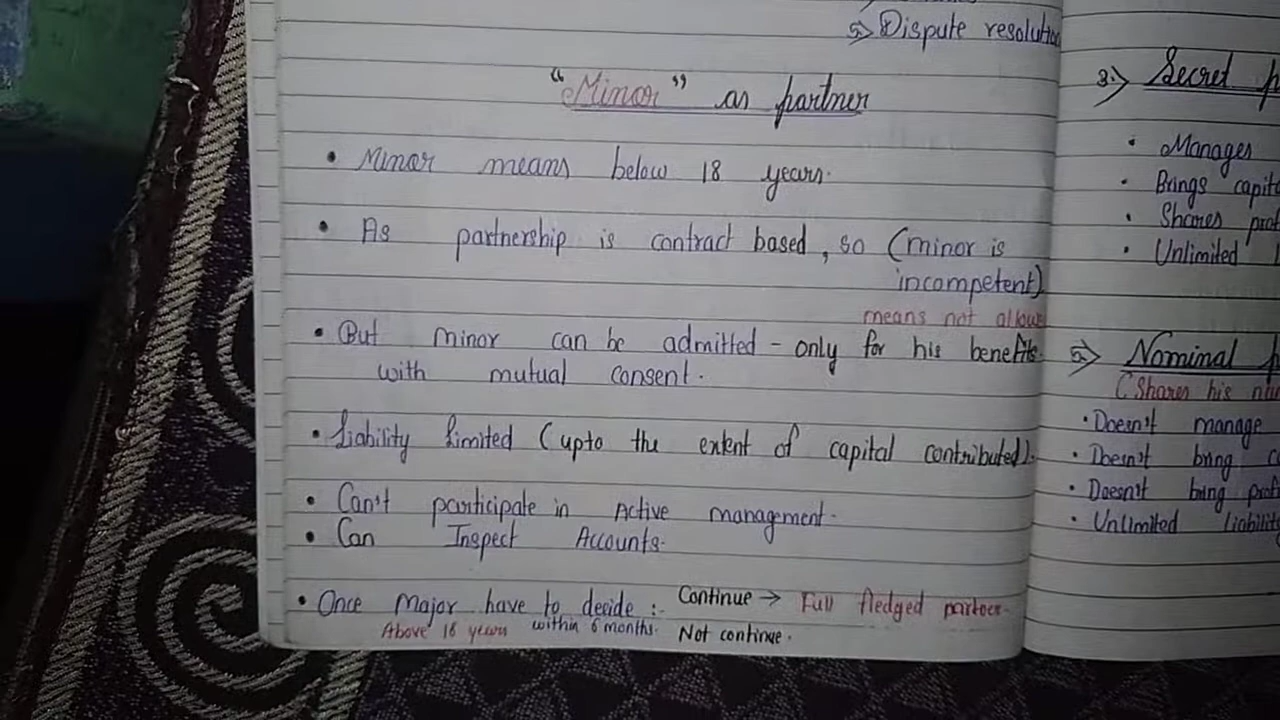 5) Dispute resolution
"Minor" as partner
• Minor means below 18 years.
• As partnership is contract based, so (minor is
incompetent)
means not allow
• But minor can be admitted - only for his benefits.
with mutual consent.
• Liability limited (upto the extent of capital contributed).
• Can't participate in Active management.
• Can Inspect Accounts.
• Once Major have to decide :- Continue → Full fledged partner.
Above 18 years within 6 months. Not continue.
3.) Secret
• Manages
• Brings
• Shares
• Unlimited
5) Nominal
(Shares his
• Doesn't manage
• Doesn't bring
• Doesn't bring
• Unlimited liability